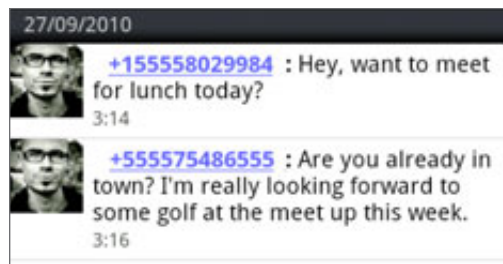 27/09/2010
+155558029984 : Hey, want to meet
for lunch today?
3:14
+555575486555 : Are you already in
town? I'm really looking forward to
some golf at the meet up this week.
3:16